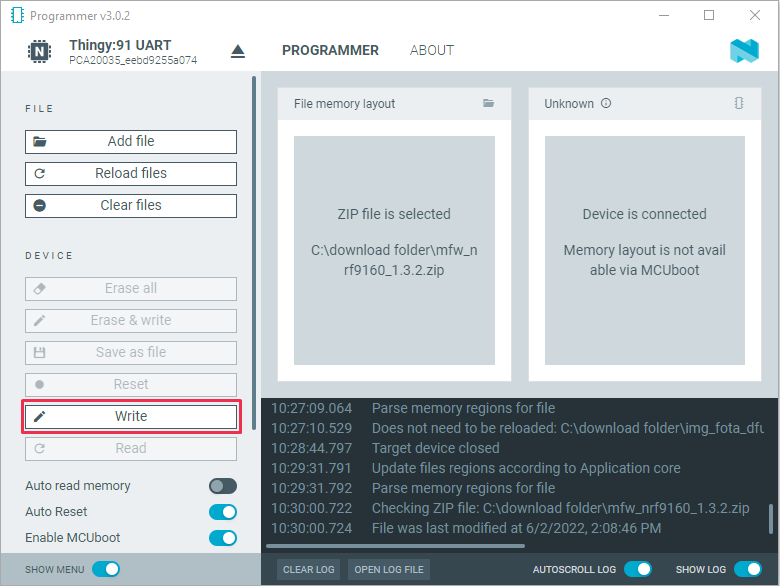 Programmer v3.0.2
N
Thingy:91 UART
PCA20035_eebd9255a074
PROGRAMMER
ABOUT
FILE
Add file
Reload files
Clear files
DEVICE
Erase all
Erase & write
Save as file
Reset
Write
Read
Auto read memory
Auto Reset
Enable MCUboot
SHOW MENU
File memory layout
ZIP file is selected
C:\download folder\mfw_n
rf9160_1.3.2.zip
Unknown
Device is connected
Memory layout is not avail
able via MCUboot
10:27:09.064 Parse memory regions for file
10:27:10.529 Does not need to be reloaded: C:\download folder\img_fota_dfu
10:28:44.797 Target device closed
10:29:31.791 Update files regions according to Application core
10:29:31.792 Parse memory regions for file
10:30:00.722 Checking ZIP file: C:\download folder\mfw_nrf9160_1.3.2.zip
10:30:00.724 File was last modified at 6/2/2022, 2:08:46 PM
CLEAR LOG
OPEN LOG FILE
AUTOSCROLL LOG
SHOW LOG